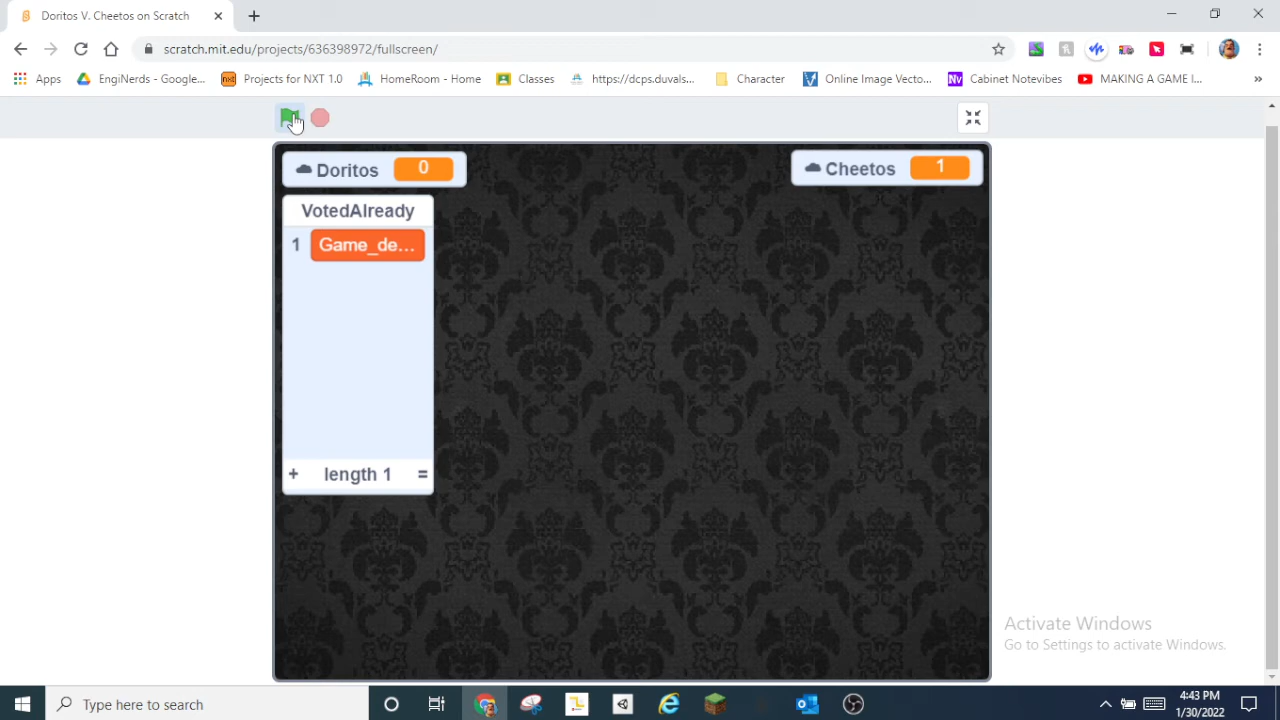 Doritos V. Cheetos on Scratch
scratch.mit.edu/projects/636398972/fullscreen/
Apps
EngiNerds - Google...
nxt
Projects for NXT 1.0
HomeRoom - Home
Classes
https://dcps.duvals...
Character
Online Image Vecto...
Nv
Cabinet Notevibes
MAKING A GAME I...
Doritos 0
Cheetos 1
VotedAlready
1 Game_de...
+ length 1 =
Activate Windows
Go to Settings to activate Windows.
Type here to search
4:43 PM
1/30/2022